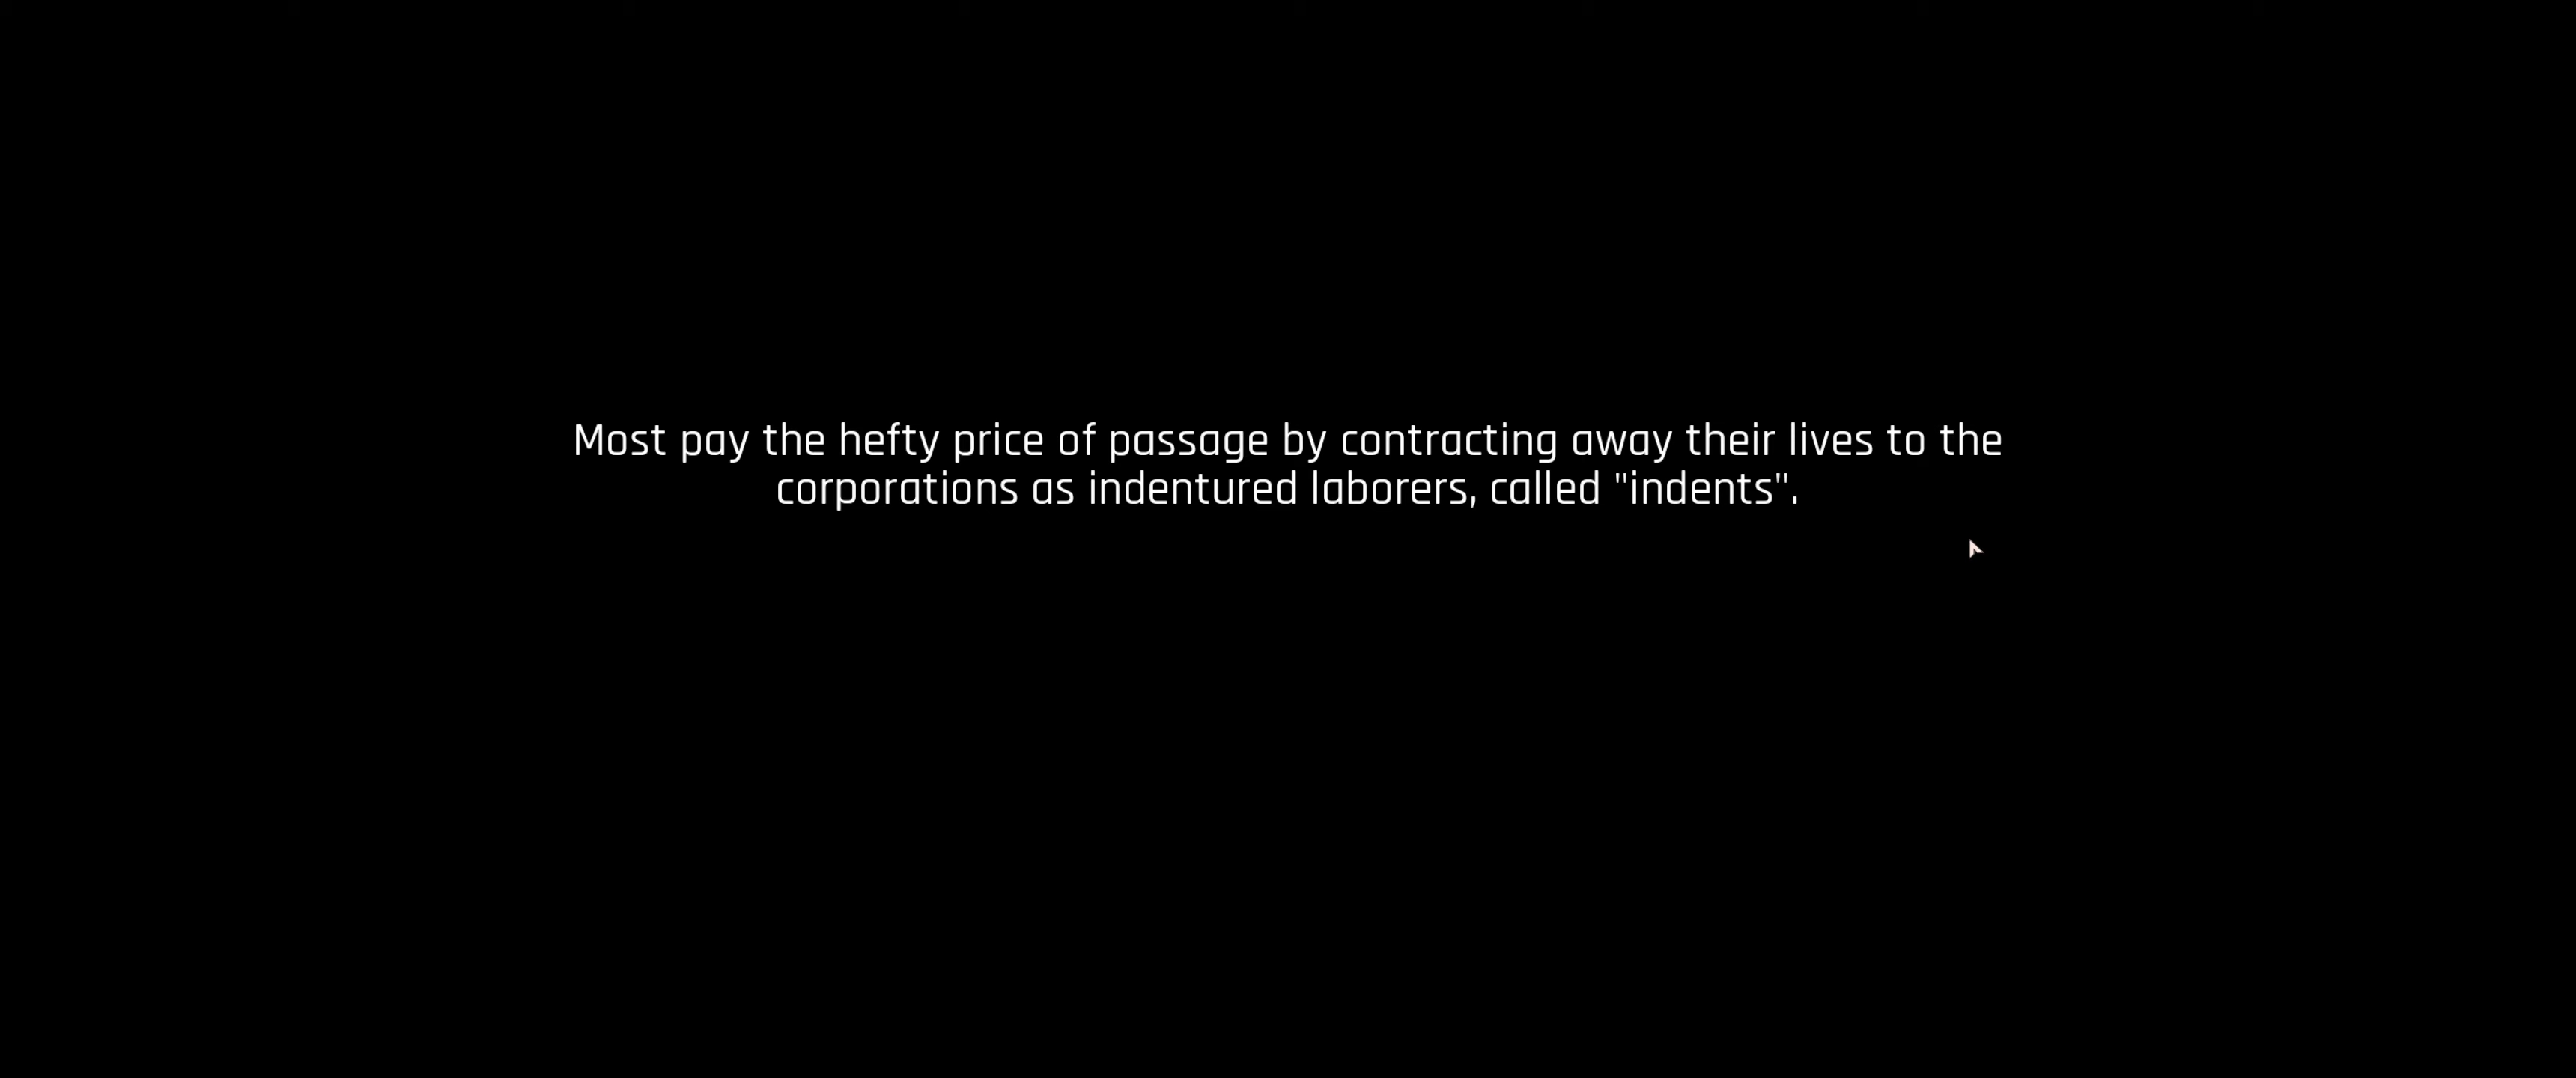 Most pay the hefty price of passage by contracting away their lives to the
corporations as indentured laborers, called "indents".